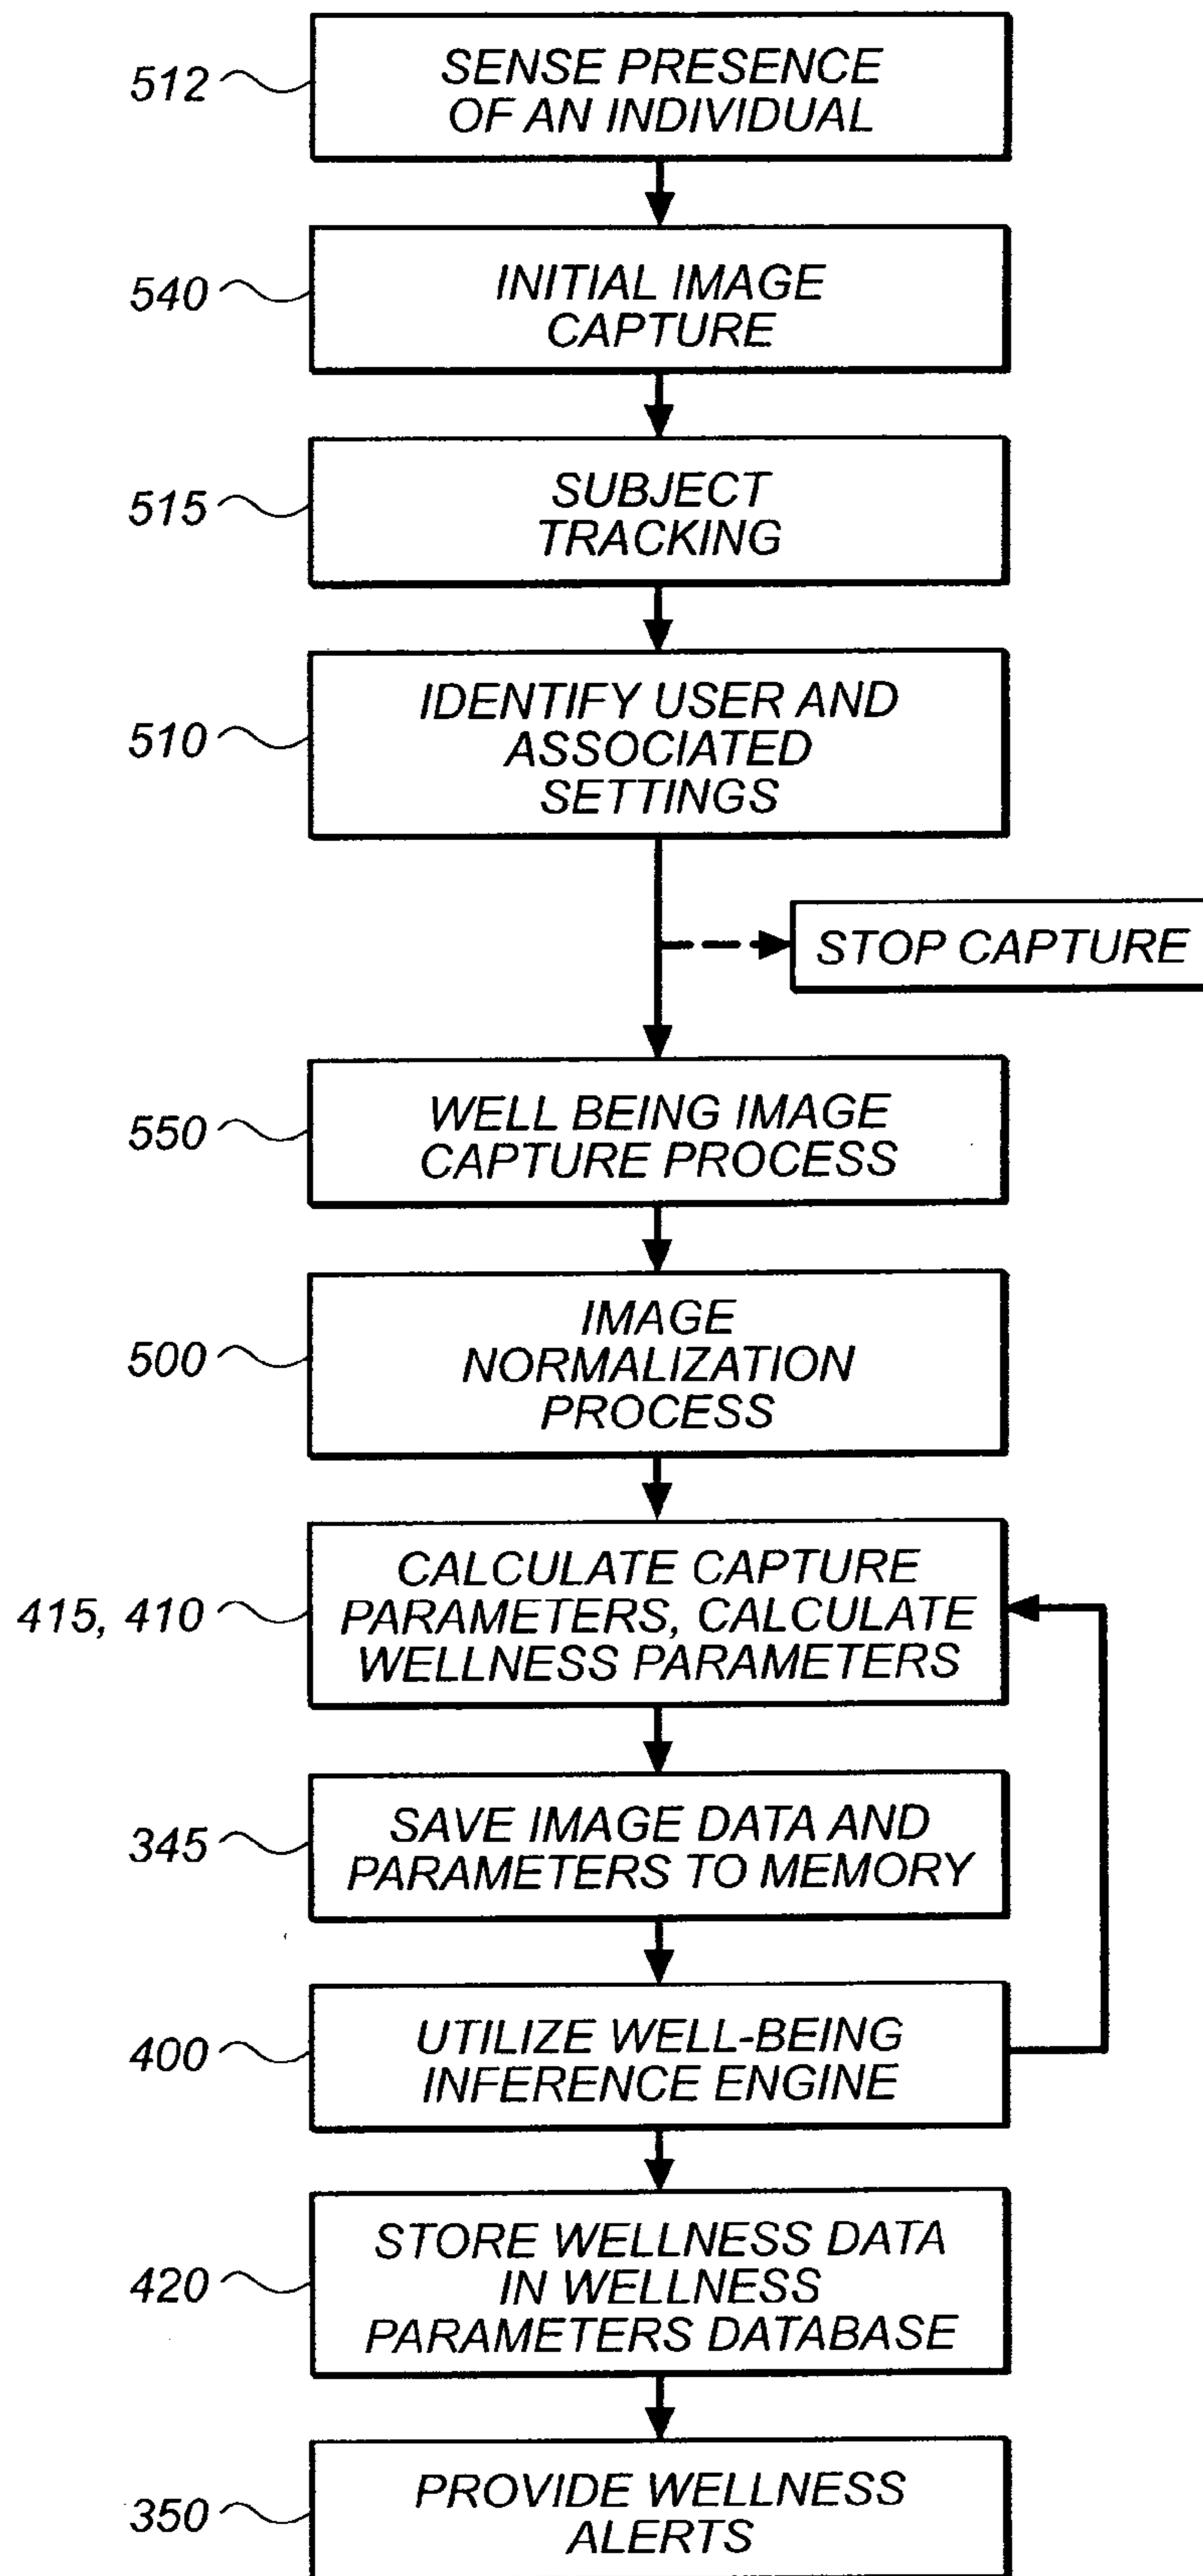 512
SENSE PRESENCE
OF AN INDIVIDUAL
540
INITIAL IMAGE
CAPTURE
515
SUBJECT
TRACKING
510
IDENTIFY USER AND
ASSOCIATED
SETTINGS
STOP CAPTURE
550
WELL BEING IMAGE
CAPTURE PROCESS
500
IMAGE
NORMALIZATION
PROCESS
415, 410
CALCULATE CAPTURE
PARAMETERS, CALCULATE
WELLNESS PARAMETERS
345
SAVE IMAGE DATA AND
PARAMETERS TO MEMORY
400
UTILIZE WELL-BEING
INFERENCE ENGINE
420
STORE WELLNESS DATA
IN WELLNESS
PARAMETERS DATABASE
350
PROVIDE WELLNESS
ALERTS